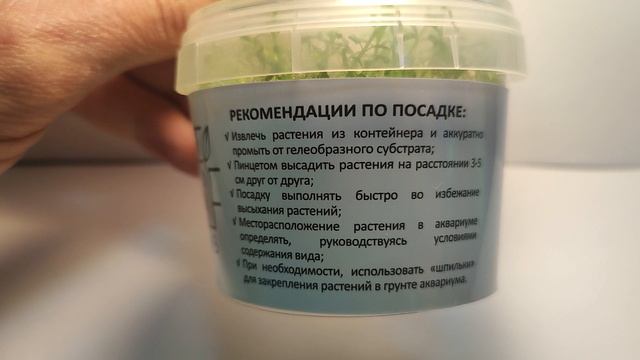 РЕКОМЕНДАЦИИ ПО ПОСАДКЕ:
√ Извлечь растения из контейнера и аккуратно
промыть от гелеобразного субстрата;
√ Пинцетом высадить растения на расстоянии 3-5
см друг от друга;
√ Посадку выполнять быстро во избежание
высыхания растений;
√ Месторасположение растения в аквариуме
определять, руководствуясь условиями
содержания вида;
√ При необходимости, использовать «шпильки»
для закрепления растений в грунте аквариума.